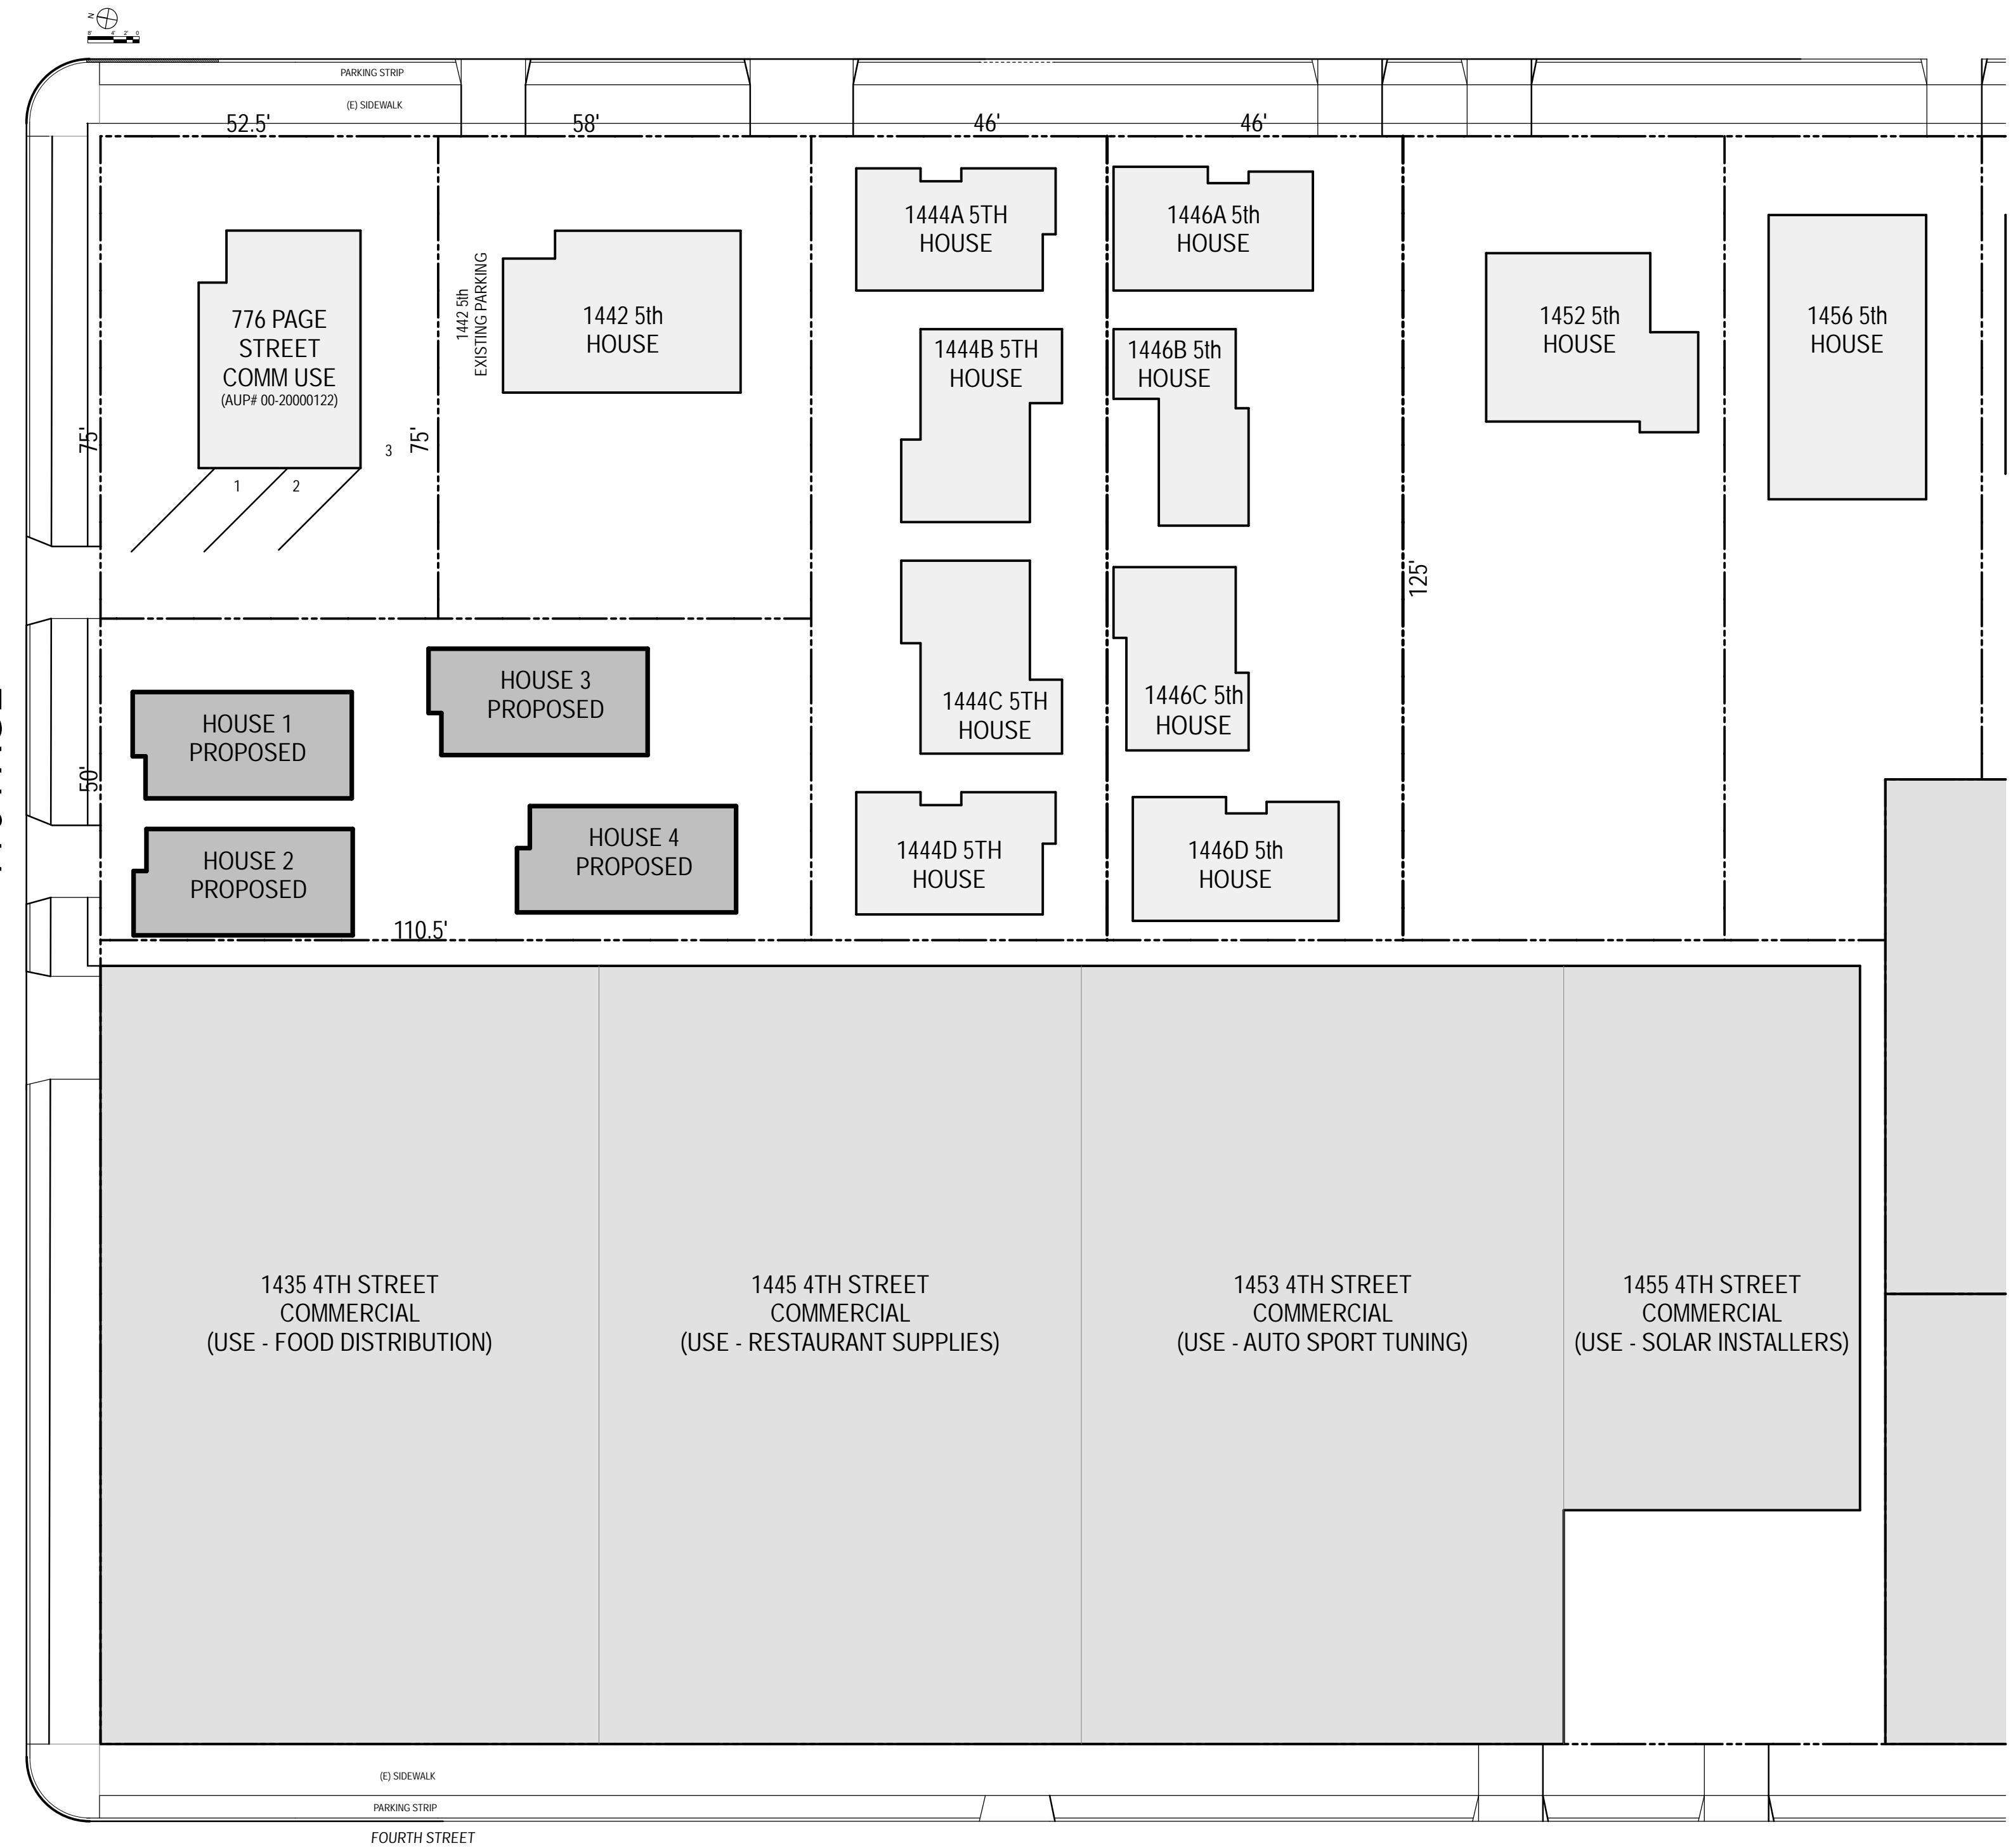 N
8' 4' 2' 0
PARKING STRIP
(E) SIDEWALK
52.5'
58'
46'
46'
1444A 5TH
HOUSE
1446A 5th
HOUSE
776 PAGE
STREET
COMM USE
(AUP# 00-20000122)
1442 5th
EXISTING PARKING
1442 5th
HOUSE
1452 5th
HOUSE
1456 5th
HOUSE
1444B 5TH
HOUSE
1446B 5th
HOUSE
75'
75'
3
1
2
125'
HOUSE 1
PROPOSED
HOUSE 3
PROPOSED
1444C 5TH
HOUSE
1446C 5th
HOUSE
50'
HOUSE 2
PROPOSED
HOUSE 4
PROPOSED
1444D 5TH
HOUSE
1446D 5th
HOUSE
110.5'
1435 4TH STREET
COMMERCIAL
(USE - FOOD DISTRIBUTION)
1445 4TH STREET
COMMERCIAL
(USE - RESTAURANT SUPPLIES)
1453 4TH STREET
COMMERCIAL
(USE - AUTO SPORT TUNING)
1455 4TH STREET
COMMERCIAL
(USE - SOLAR INSTALLERS)
(E) SIDEWALK
PARKING STRIP
FOURTH STREET